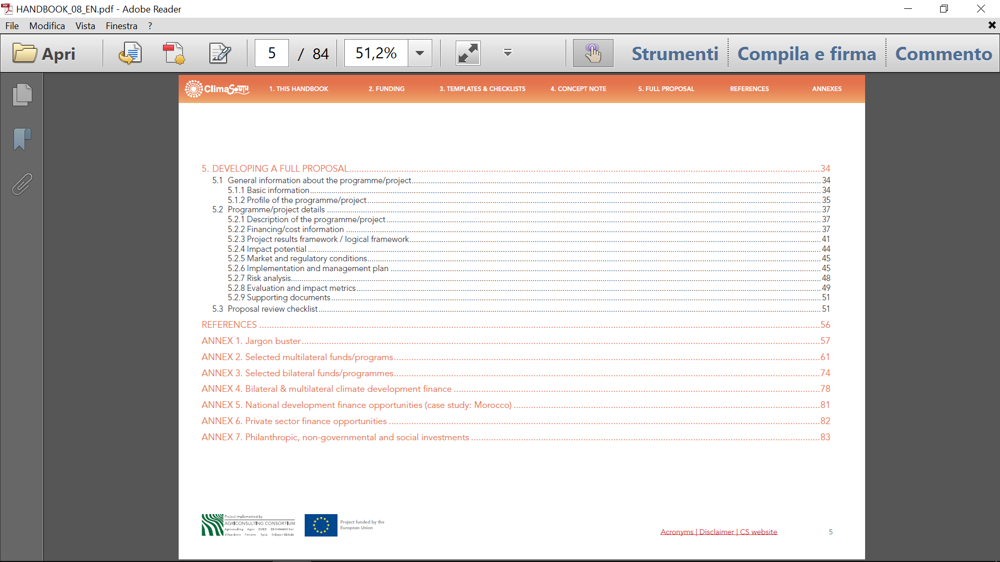 HANDBOOK_08_EN.pdf - Adobe Reader
File Modifica Vista Finestra ?
Apri 5 / 84 51,2% Strumenti Compila e firma Commento
ClimaSouth 1. THIS HANDBOOK 2. FUNDING 3. TEMPLATES & CHECKLISTS 4. CONCEPT NOTE 5. FULL PROPOSAL REFERENCES ANNEXES
5. DEVELOPING A FULL PROPOSAL 34
5.1 General information about the programme/project 34
5.1.1 Basic information 34
5.1.2 Profile of the programme/project 35
5.2 Programme/project details 37
5.2.1 Description of the programme/project 37
5.2.2 Financing/cost information 37
5.2.3 Project results framework / logical framework 41
5.2.4 Impact potential 44
5.2.5 Market and regulatory conditions 45
5.2.6 Implementation and management plan 45
5.2.7 Risk analysis 48
5.2.8 Evaluation and impact metrics 49
5.2.9 Supporting documents 51
5.3 Proposal review checklist 51
REFERENCES 56
ANNEX 1. Jargon buster 57
ANNEX 2. Selected multilateral funds/programs 61
ANNEX 3. Selected bilateral funds/programmes 74
ANNEX 4. Bilateral & multilateral climate development finance 78
ANNEX 5. National development finance opportunities (case study: Morocco) 81
ANNEX 6. Private sector finance opportunities 82
ANNEX 7. Philanthropic, non-governmental and social investments 83
Project implemented by
AGRICONSULTING CONSORTIUM
Agriconsulting Agrer CMCC CIHEAM-IAM Bari
d'Appolonia Pescares Typsa Sviluppo Globale
Project funded by the
European Union
Acronyms | Disclaimer | CS website 5